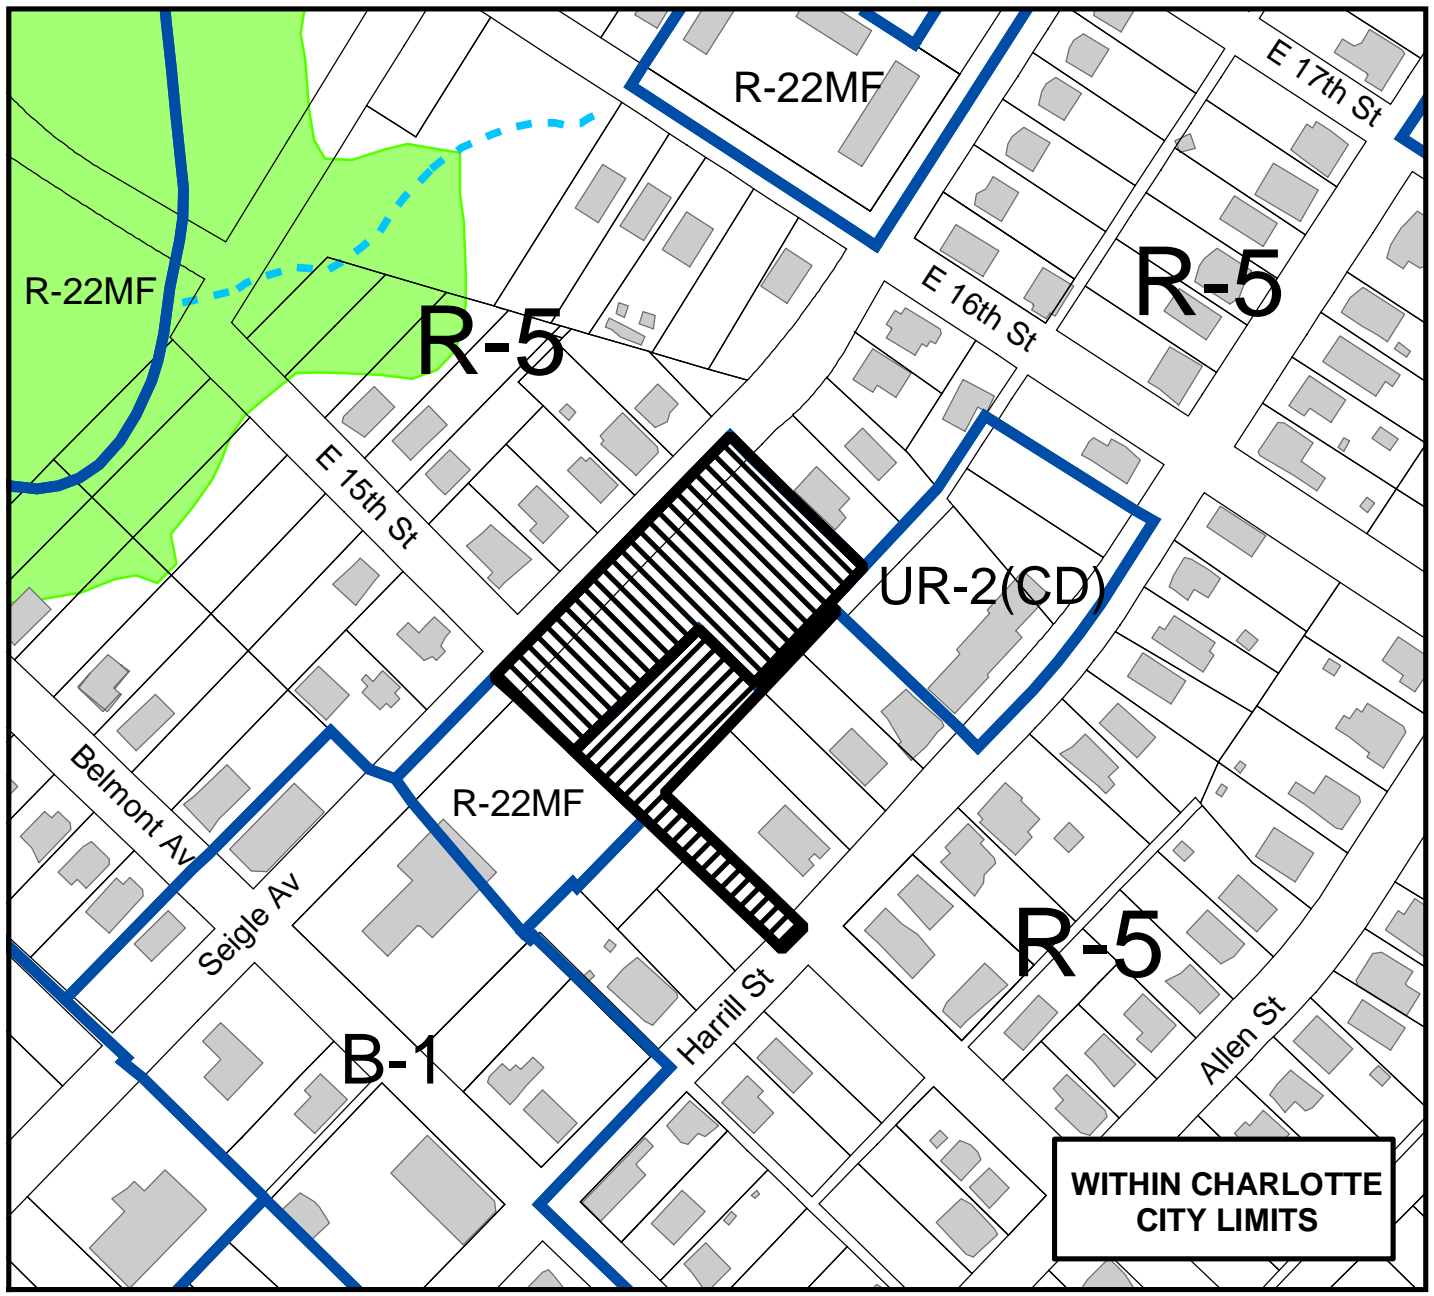 E 17th St
R-22MF
R-5
R-22MF
E 16th St
R-5
E 15th St
UR-2(CD)
Belmont Av
R-22MF
Seigle Av
R-5
Harrill St
Allen St
B-1
WITHIN CHARLOTTE
CITY LIMITS